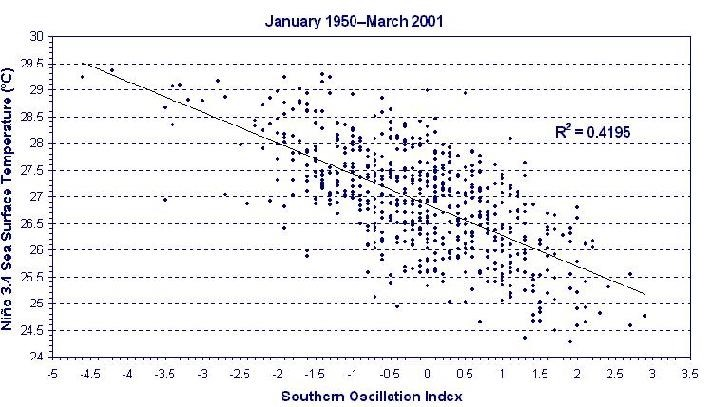 January 1950–March 2001
30
29.5
29
28.5
28
27.5
27
26.5
26
25.5
25
24.5
24
Niño 3.4 Sea Surface Temperature (°C)
R² = 0.4195
-5 -4.5 -4 -3.5 -3 -2.5 -2 -1.5 -1 -0.5 0 0.5 1 1.5 2 2.5 3 3.5
Southern Oscillation Index